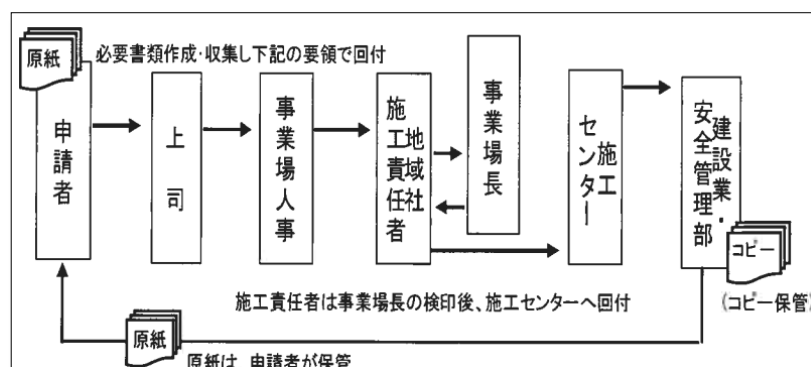 原紙
必要書類作成・収集し下記の要領で回付
申請者
上司
事業場人事
地域社
施工責任者
事業場長
施工
センター
建設業・
安全管理部
コピー
(コピー保管)
施工責任者は事業場長の検印後、施工センターへ回付
原紙
原紙は、申請者が保管